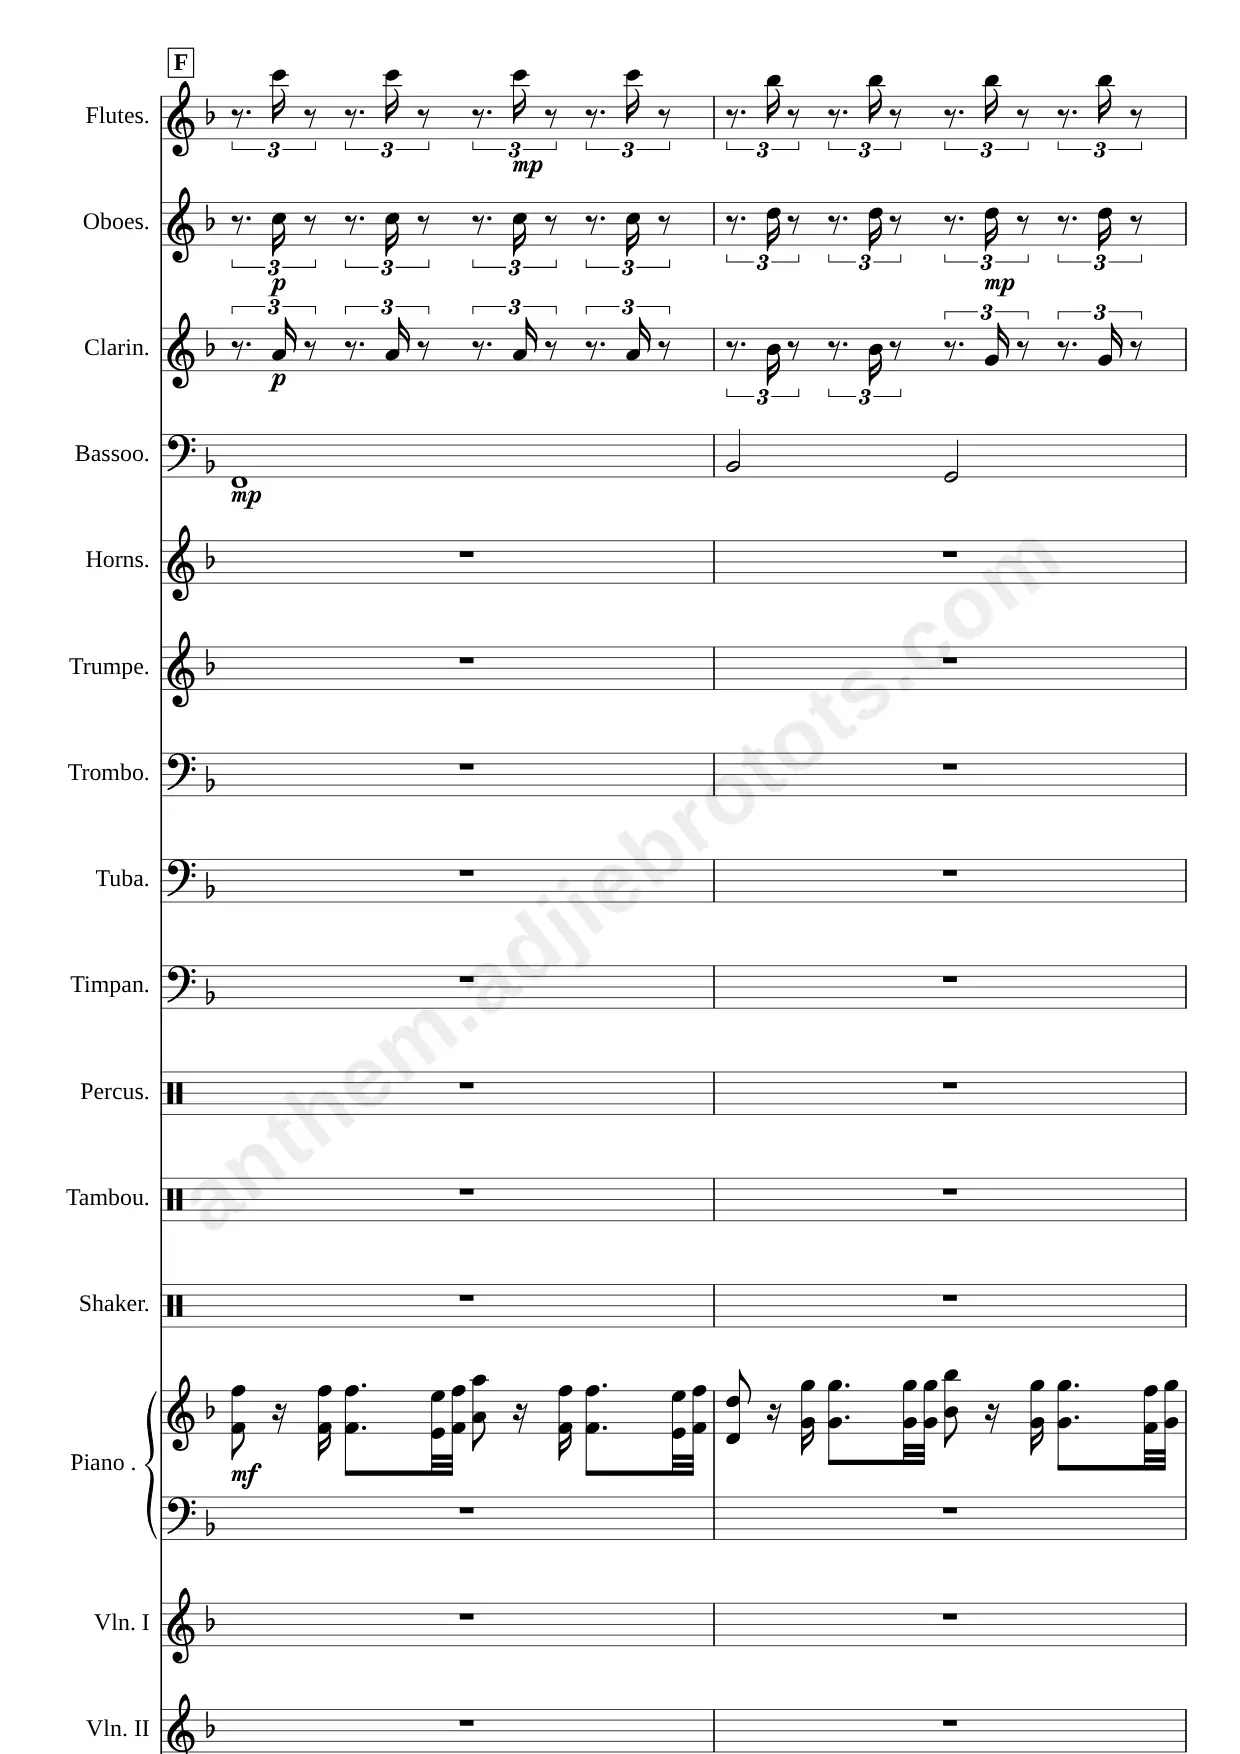 F
Flutes.
3 3 3 3 3 3 3 3
mp
Oboes.
3 3 3 3 3 3 3 3
p mp
3 3 3 3 3 3
Clarin.
p
3 3
Bassoo.
mp
Horns.
Trumpe.
Trombo.
Tuba.
Timpan.
Percus.
Tambou.
Shaker.
Piano .
mf
Vln. I
Vln. II
anthem.adjiebrotots.com